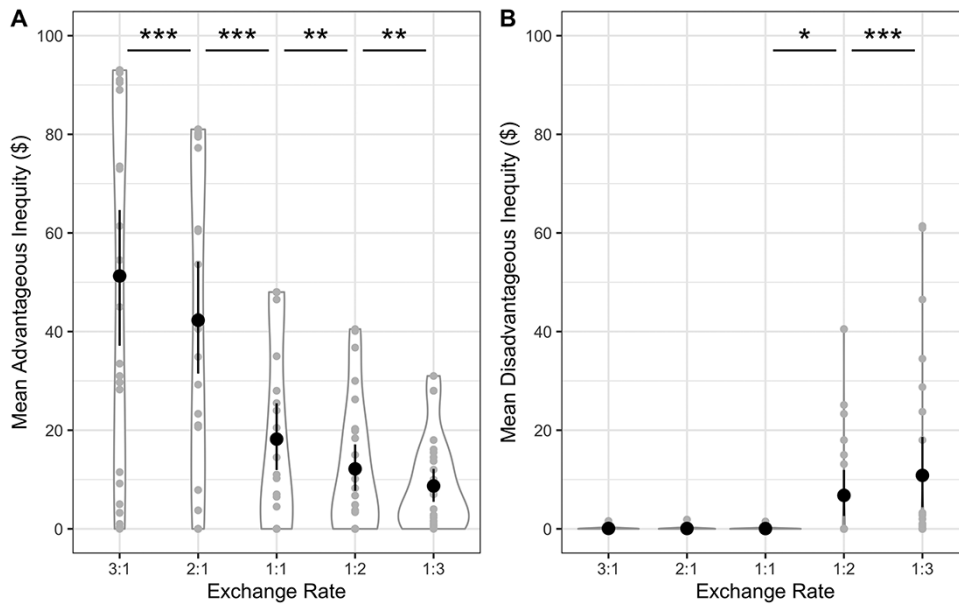 A
Mean Advantageous Inequity ($)
100
80
60
40
20
0
*** *** ** **
3:1 2:1 1:1 1:2 1:3
Exchange Rate
B
Mean Disadvantageous Inequity ($)
100
80
60
40
20
0
* ***
3:1 2:1 1:1 1:2 1:3
Exchange Rate